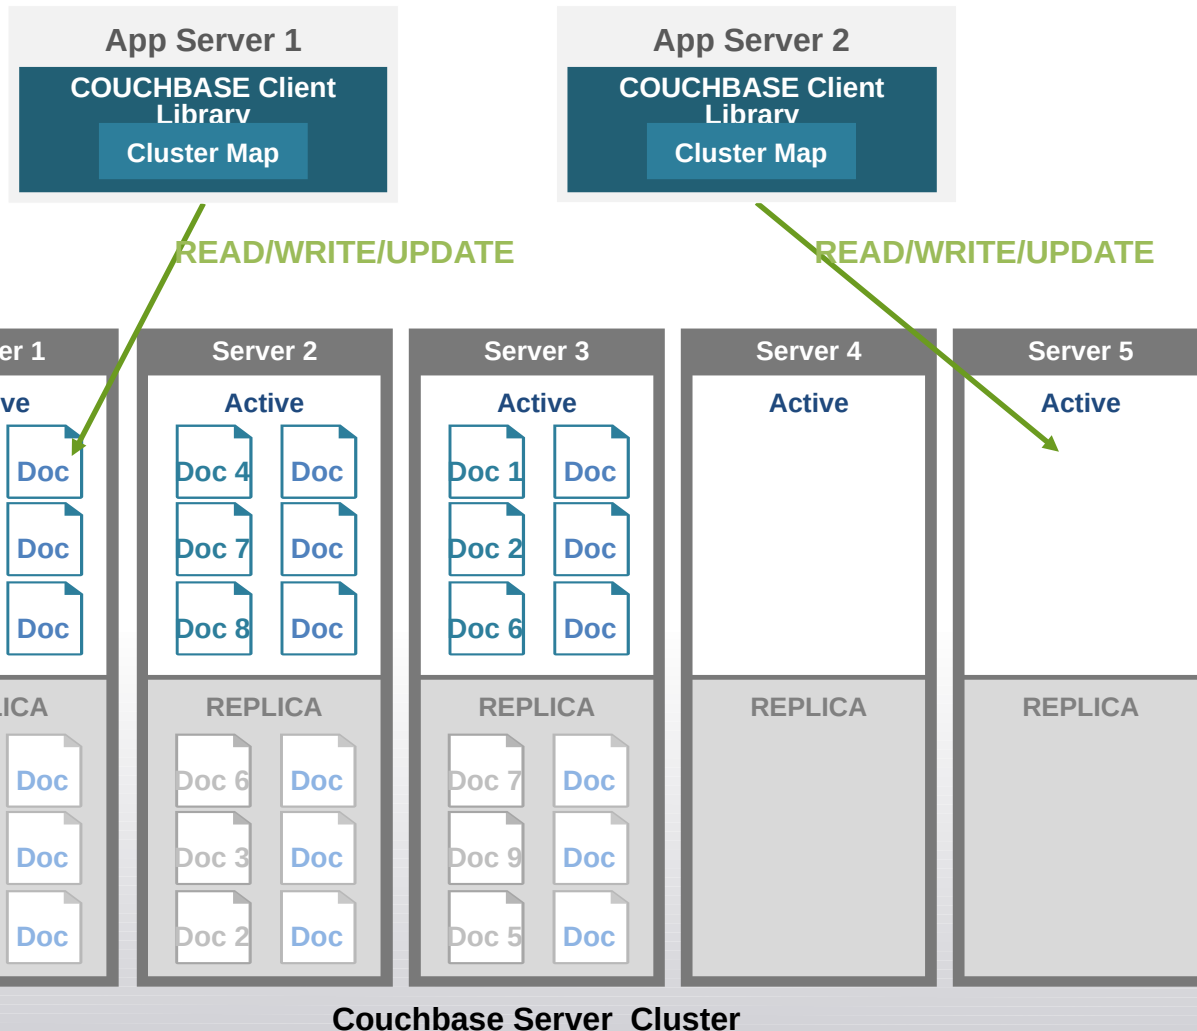 App Server 1
COUCHBASE Client
Library
Cluster Map
App Server 2
COUCHBASE Client
Library
Cluster Map
READ/WRITE/UPDATE
READ/WRITE/UPDATE
er 1
ve
Doc
Doc
Doc
ICA
Doc
Doc
Doc
Server 2
Active
Doc 4 Doc
Doc 7 Doc
Doc 8 Doc
REPLICA
Doc 6 Doc
Doc 3 Doc
Doc 2 Doc
Server 3
Active
Doc 1 Doc
Doc 2 Doc
Doc 6 Doc
REPLICA
Doc 7 Doc
Doc 9 Doc
Doc 5 Doc
Server 4
Active
REPLICA
Server 5
Active
REPLICA
Couchbase Server Cluster